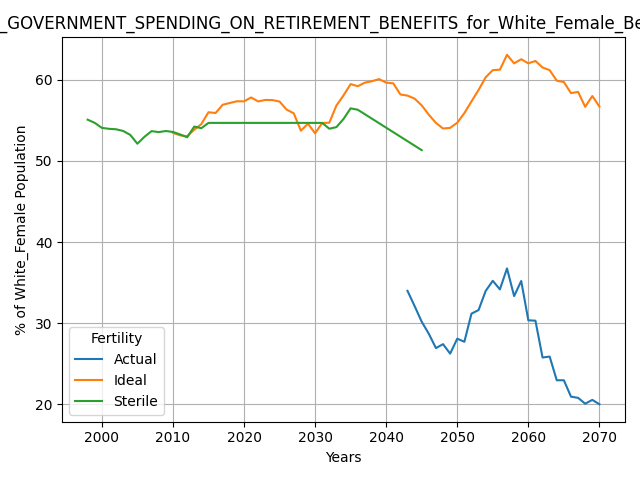 _GOVERNMENT_SPENDING_ON_RETIREMENT_BENEFITS_for_White_Female_Be
% of White_Female Population
60
50
40
30
20
Fertility
Actual
Ideal
Sterile
2000 2010 2020 2030 2040 2050 2060 2070
Years